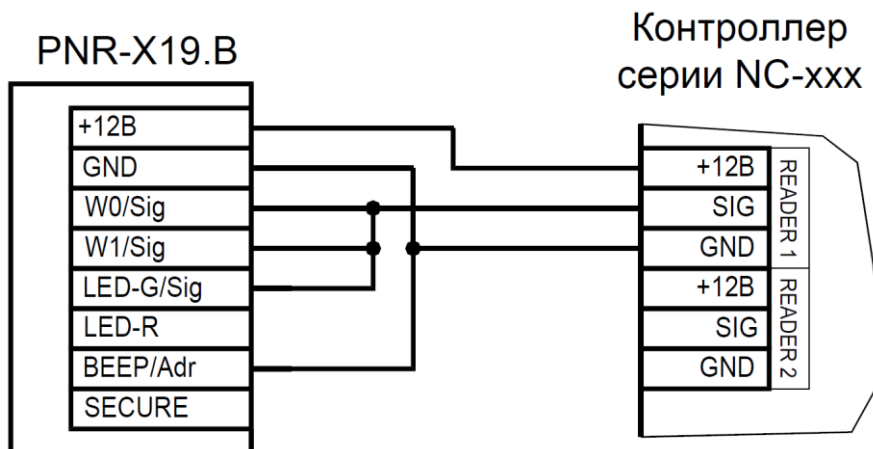 PNR-X19.B
+12В
GND
W0/Sig
W1/Sig
LED-G/Sig
LED-R
BEEP/Adr
SECURE
Контроллер
серии NC-xxx
+12В
SIG
GND
READER 1
+12В
SIG
GND
READER 2